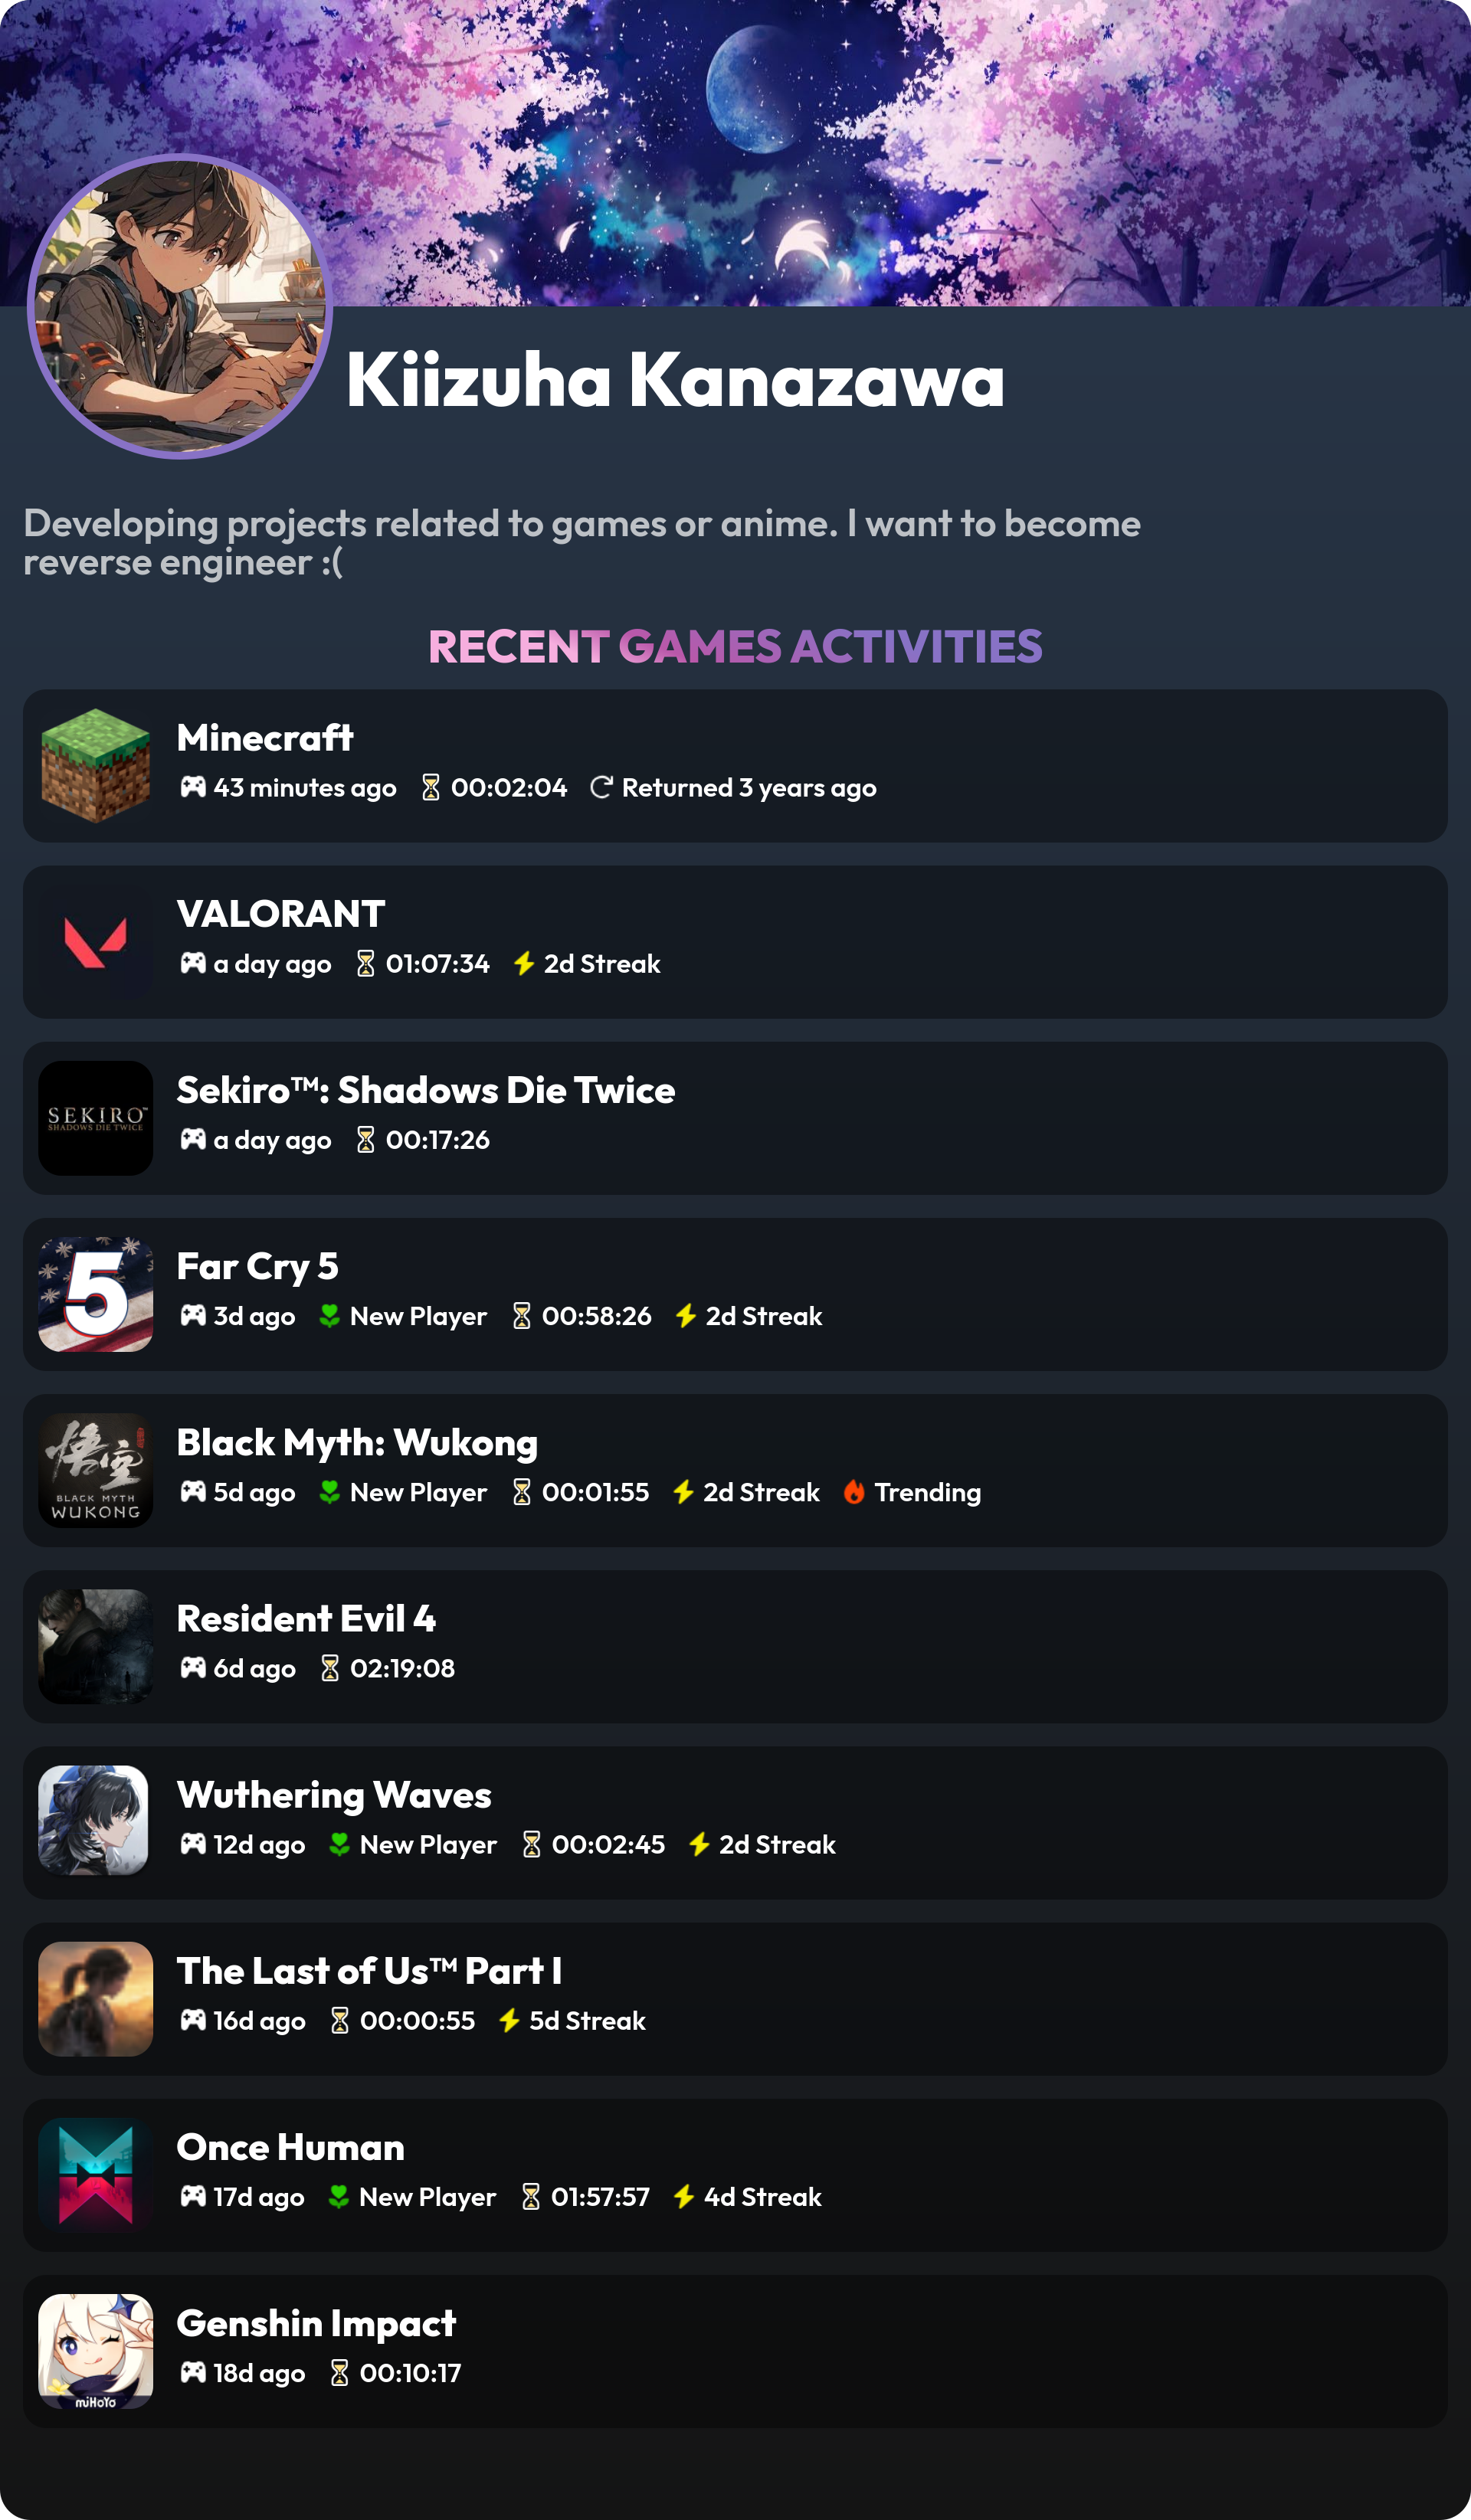 Kiizuha Kanazawa
Developing projects related to games or anime. I want to become
reverse engineer :(
RECENT GAMES ACTIVITIES
Minecraft
43 minutes ago 00:02:04 Returned 3 years ago
VALORANT
a day ago 01:07:34 2d Streak
SEKIRO™
SHADOWS DIE TWICE
Sekiro™: Shadows Die Twice
a day ago 00:17:26
5
Far Cry 5
3d ago New Player 00:58:26 2d Streak
悟空
BLACK MYTH
WUKONG
Black Myth: Wukong
5d ago New Player 00:01:55 2d Streak Trending
Resident Evil 4
6d ago 02:19:08
Wuthering Waves
12d ago New Player 00:02:45 2d Streak
The Last of Us™ Part I
16d ago 00:00:55 5d Streak
Once Human
17d ago New Player 01:57:57 4d Streak
miHoYo
Genshin Impact
18d ago 00:10:17